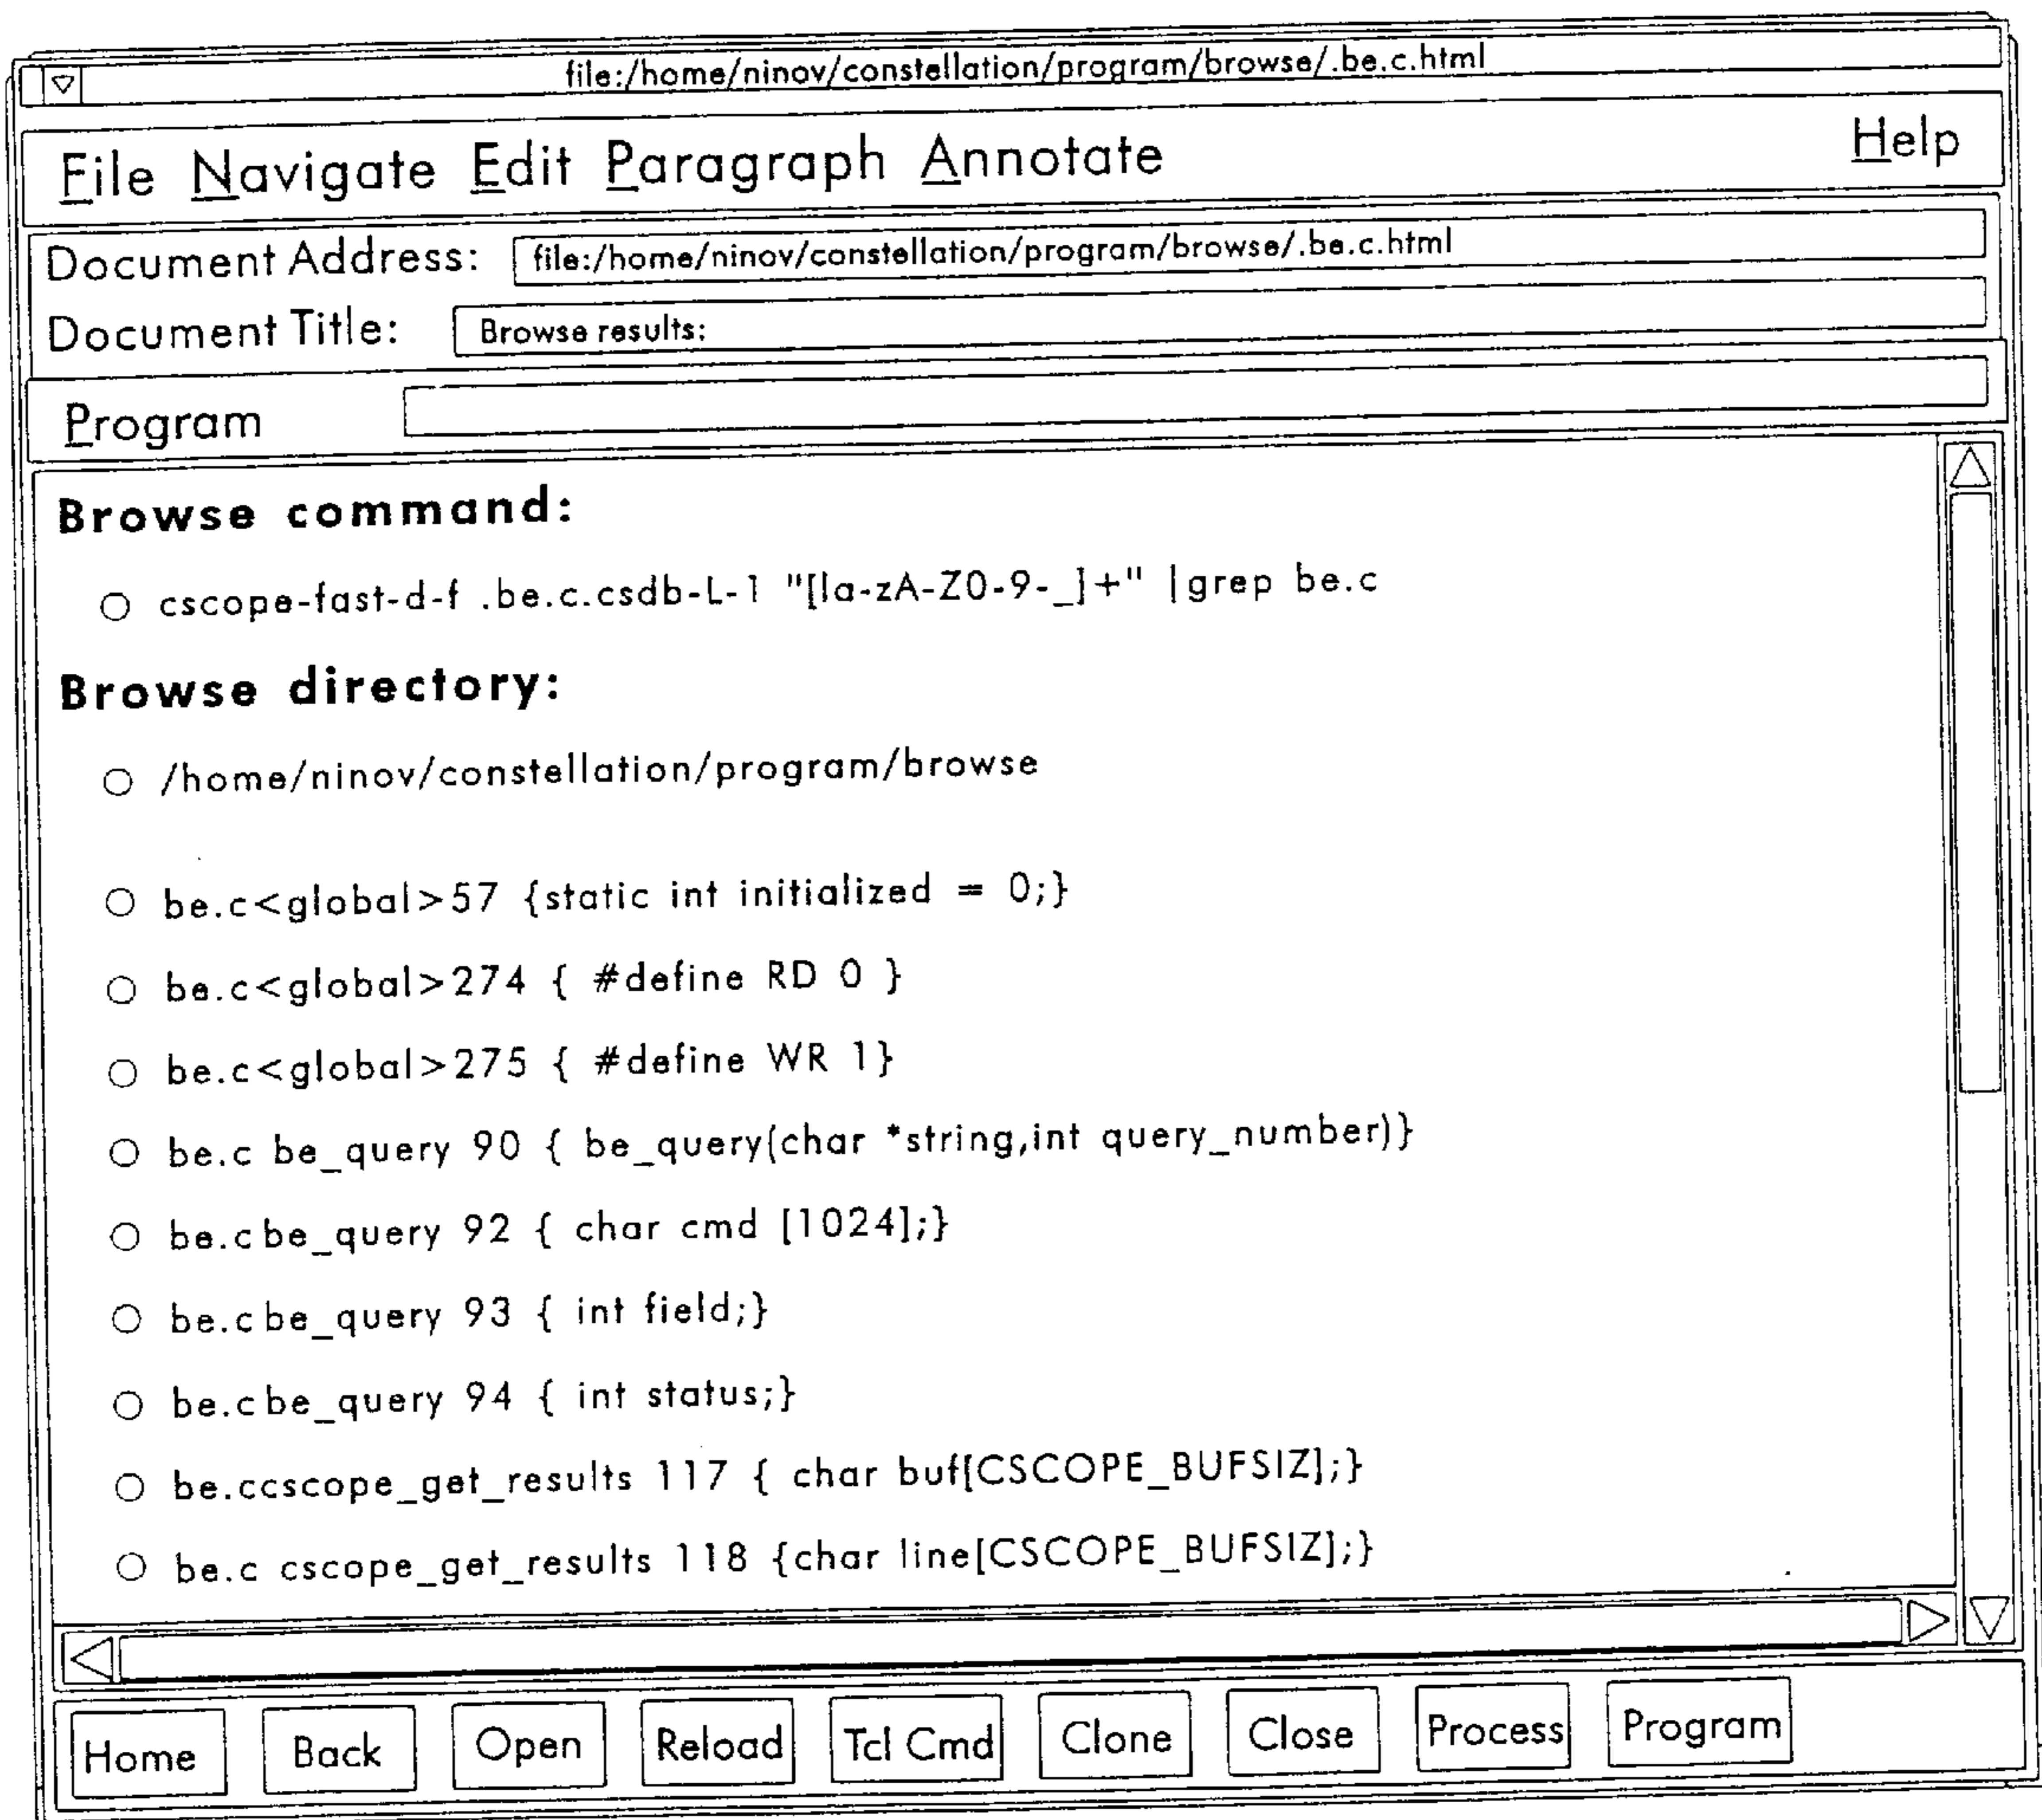 file:/home/ninov/constellation/program/browse/.be.c.html
File Navigate Edit Paragraph Annotate Help
Document Address: file:/home/ninov/constellation/program/browse/.be.c.html
Document Title: Browse results:
Program
Browse command:
cscope-fast-d-f .be.c.csdb-L-1 "[la-zA-Z0-9-_]+" |grep be.c
Browse directory:
/home/ninov/constellation/program/browse
be.c<global>57 {static int initialized = 0;}
be.c<global>274 { #define RD 0 }
be.c<global>275 { #define WR 1}
be.c be_query 90 { be_query(char *string,int query_number)}
be.c be_query 92 { char cmd [1024];}
be.c be_query 93 { int field;}
be.c be_query 94 { int status;}
be.ccscope_get_results 117 { char buf[CSCOPE_BUFSIZ];}
be.c cscope_get_results 118 {char line[CSCOPE_BUFSIZ];}
Home Back Open Reload Tcl Cmd Clone Close Process Program